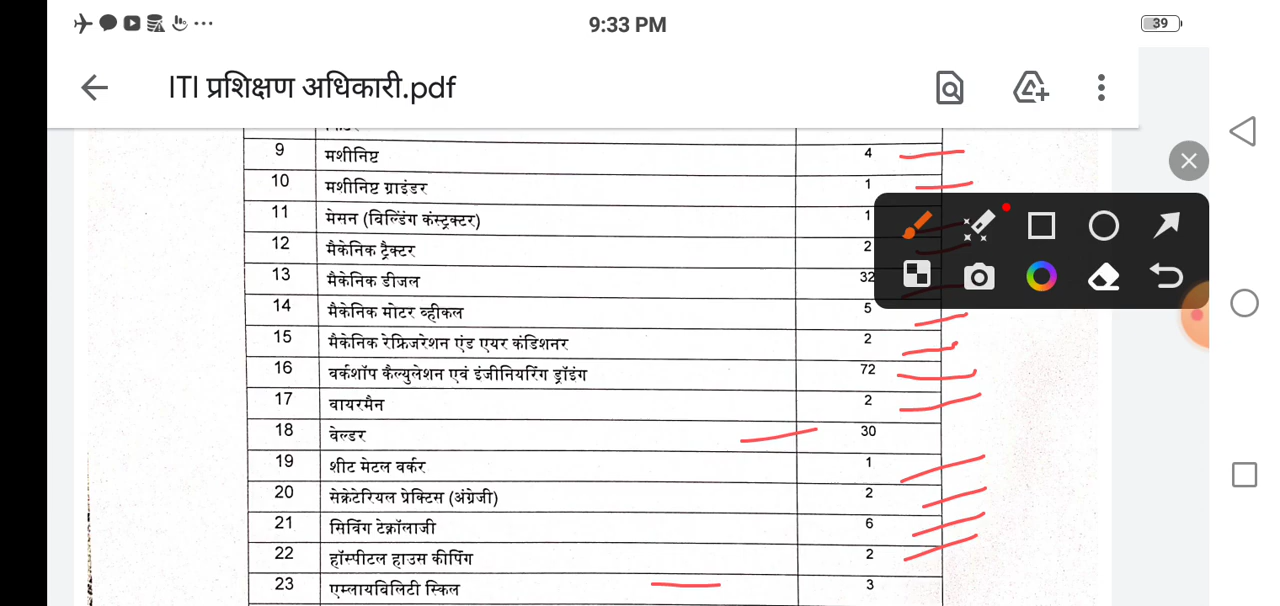 9:33 PM
39
ITI प्रशिक्षण अधिकारी.pdf
9 मशीनिष्ट 4
10 मशीनिष्ट ग्राइंडर 1
11 मेसन (विल्डिंग कंस्ट्रक्टर) 1
12 मैकेनिक ट्रैक्टर 2
13 मैकेनिक डीजल 32
14 मैकेनिक मोटर व्हीकल 5
15 मैकेनिक रेफ्रिजरेशन एंड एयर कंडिशनर 2
16 वर्कशॉप कैल्युलेशन एवं इंजीनियरिंग ड्रॉइंग 72
17 वायरमैन 2
18 वेल्डर 30
19 शीट मेटल वर्कर 1
20 सेक्रेटेरियल प्रेक्टिस (अंग्रेजी) 2
21 सिविंग टेक्नॉलाजी 6
22 हॉस्पीटल हाउस कीपिंग 2
23 एम्लायविलिटी स्किल 3